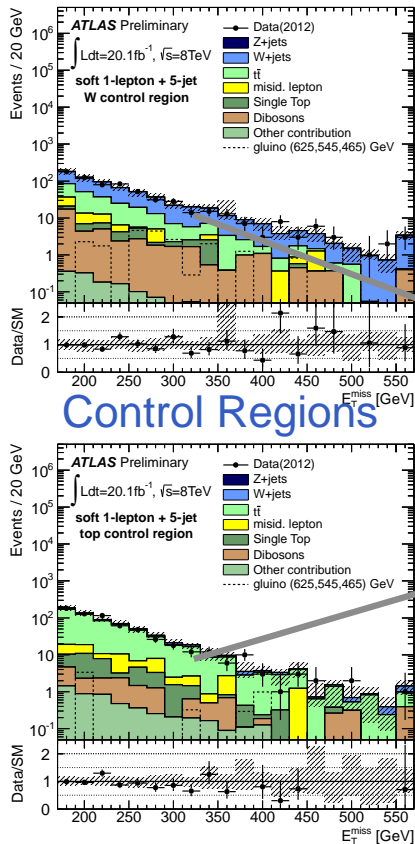 ATLAS Preliminary
∫Ldt=20.1fb⁻¹, √s=8TeV
soft 1-lepton + 5-jet
W control region
Data(2012)
Z+jets
W+jets
tt̄
misid. lepton
Single Top
Dibosons
Other contribution
gluino (625,545,465) GeV
Events / 20 GeV
10⁶
10⁵
10⁴
10³
10²
10
1
10⁻¹
Data/SM
2
1
0
200 250 300 350 400 450 500 550
E_T^miss [GeV]
Control Regions
ATLAS Preliminary
∫Ldt=20.1fb⁻¹, √s=8TeV
soft 1-lepton + 5-jet
top control region
Data(2012)
Z+jets
W+jets
tt̄
misid. lepton
Single Top
Dibosons
Other contribution
gluino (625,545,465) GeV
Events / 20 GeV
10⁶
10⁵
10⁴
10³
10²
10
1
10⁻¹
Data/SM
2
1
0
200 250 300 350 400 450 500 550
E_T^miss [GeV]